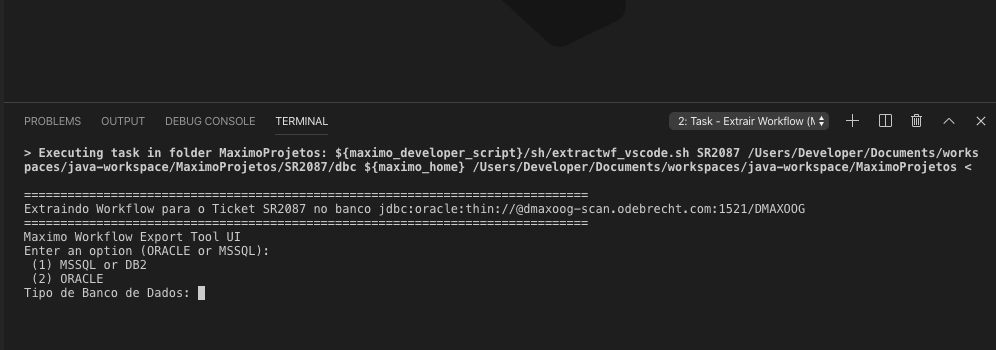 PROBLEMS OUTPUT DEBUG CONSOLE TERMINAL 2: Task - Extrair Workflow (M
> Executing task in folder MaximoProjetos: ${maximo_developer_script}/sh/extractwf_vscode.sh SR2087 /Users/Developer/Documents/works
paces/java-workspace/MaximoProjetos/SR2087/dbc ${maximo_home} /Users/Developer/Documents/workspaces/java-workspace/MaximoProjetos <
================================================================================
Extraindo Workflow para o Ticket SR2087 no banco jdbc:oracle:thin://@dmaxoog-scan.odebrecht.com:1521/DMAXOOG
================================================================================
Maximo Workflow Export Tool UI
Enter an option (ORACLE or MSSQL):
(1) MSSQL or DB2
(2) ORACLE
Tipo de Banco de Dados: